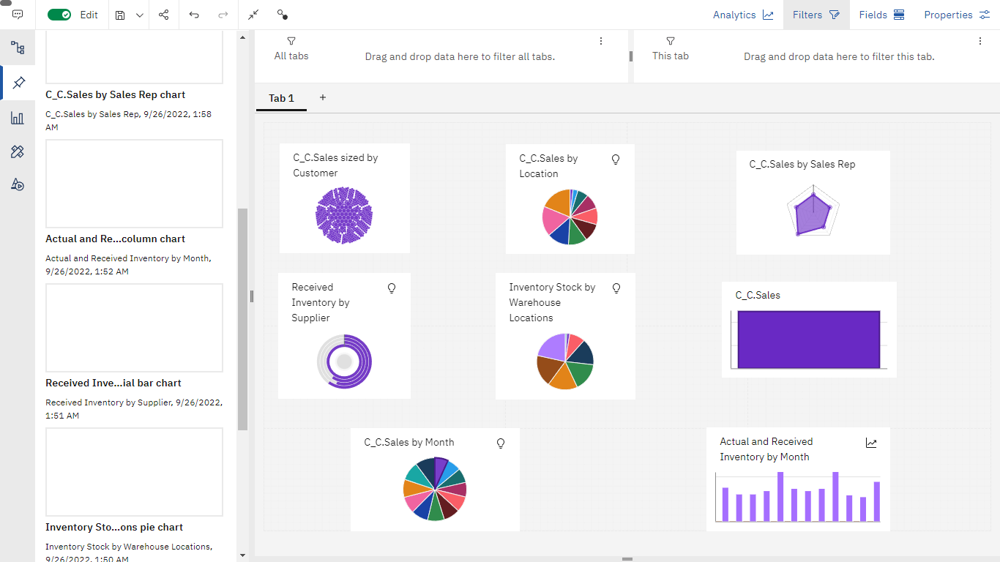 Edit
Analytics
Filters
Fields
Properties
All tabs
Drag and drop data here to filter all tabs.
This tab
Drag and drop data here to filter this tab.
Tab 1
+
C_C.Sales by Sales Rep chart
C_C.Sales by Sales Rep, 9/26/2022, 1:58
AM
Actual and Re...column chart
Actual and Received Inventory by Month,
9/26/2022, 1:52 AM
Received Inve...ial bar chart
Received Inventory by Supplier, 9/26/2022,
1:51 AM
Inventory Sto...ons pie chart
Inventory Stock by Warehouse Locations,
9/26/2022, 1:50 AM
C_C.Sales sized by
Customer
C_C.Sales by
Location
C_C.Sales by Sales Rep
Received
Inventory by
Supplier
Inventory Stock by
Warehouse
Locations
C_C.Sales
C_C.Sales by Month
Actual and Received
Inventory by Month